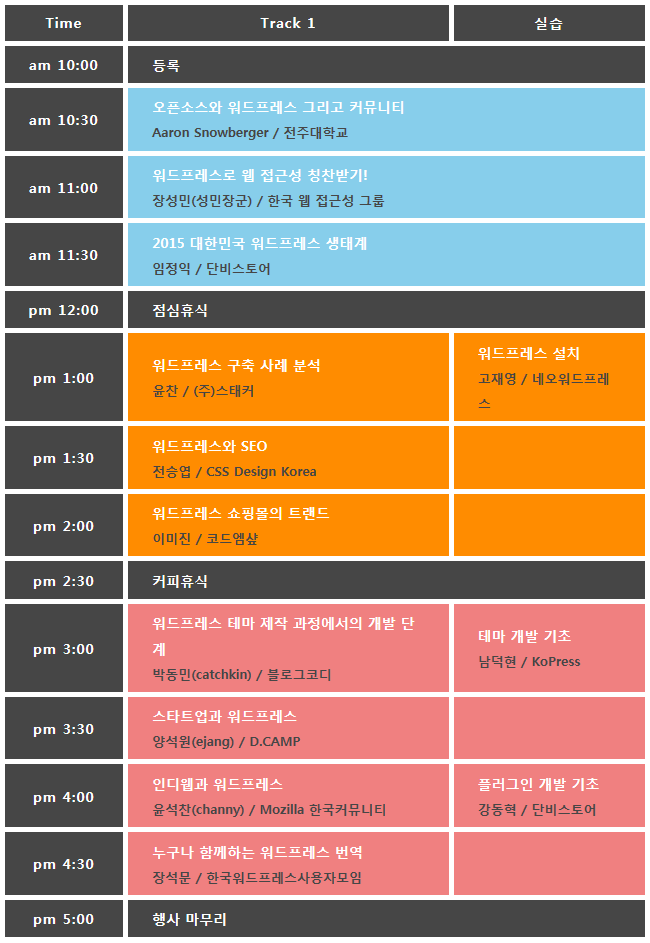 Time
Track 1
실습
am 10:00
등록
am 10:30
오픈소스와 워드프레스 그리고 커뮤니티
Aaron Snowberger / 전주대학교
am 11:00
워드프레스로 웹 접근성 칭찬받기!
장성민(성민장군) / 한국 웹 접근성 그룹
am 11:30
2015 대한민국 워드프레스 생태계
임정익 / 단비스토어
pm 12:00
점심휴식
pm 1:00
워드프레스 구축 사례 분석
윤찬 / (주)스태커
워드프레스 설치
고재영 / 네오워드프레
스
pm 1:30
워드프레스와 SEO
전승엽 / CSS Design Korea
pm 2:00
워드프레스 쇼핑몰의 트랜드
이미진 / 코드엠샾
pm 2:30
커피휴식
pm 3:00
워드프레스 테마 제작 과정에서의 개발 단
계
박동민(catchkin) / 블로그코디
테마 개발 기초
남덕현 / KoPress
pm 3:30
스타트업과 워드프레스
양석원(ejang) / D.CAMP
pm 4:00
인디웹과 워드프레스
윤석찬(channy) / Mozilla 한국커뮤니티
플러그인 개발 기초
강동혁 / 단비스토어
pm 4:30
누구나 함께하는 워드프레스 번역
장석문 / 한국워드프레스사용자모임
pm 5:00
행사 마무리